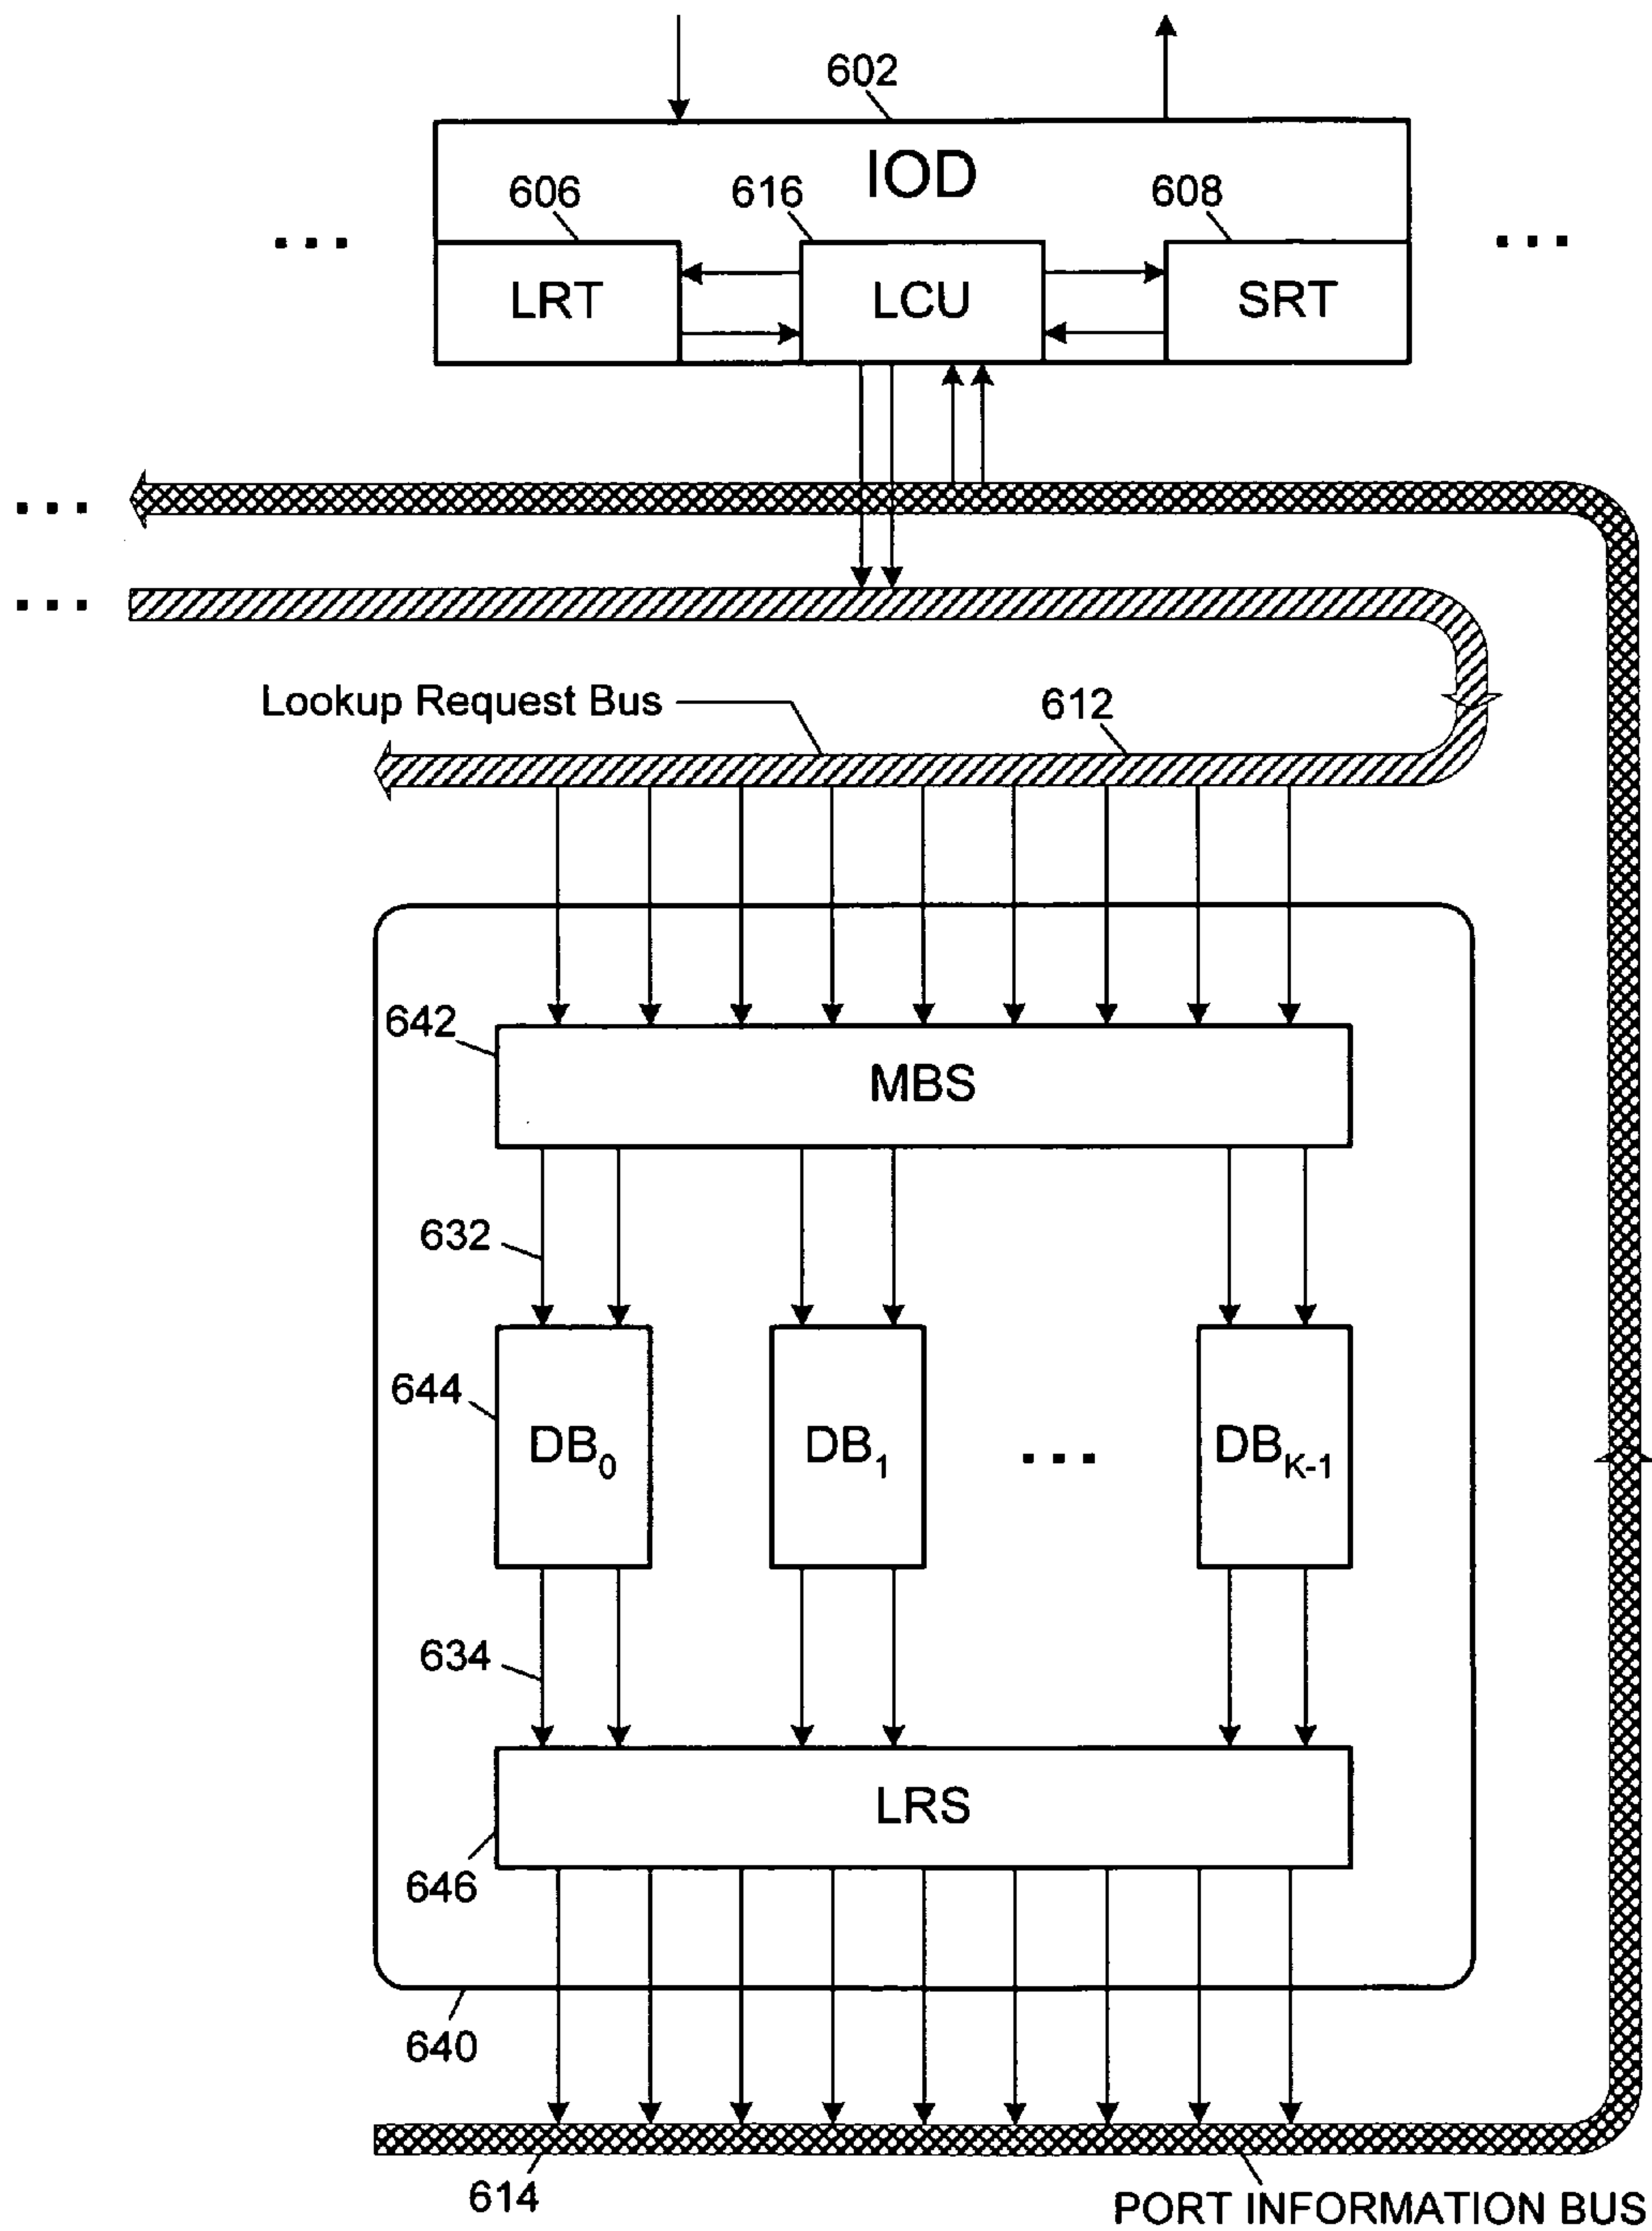 602
IOD
606
616
608
...
...
LRT
LCU
SRT
...
...
Lookup Request Bus
612
642
MBS
632
644
DB0
DB1
...
DBK-1
634
LRS
646
640
614
PORT INFORMATION BUS